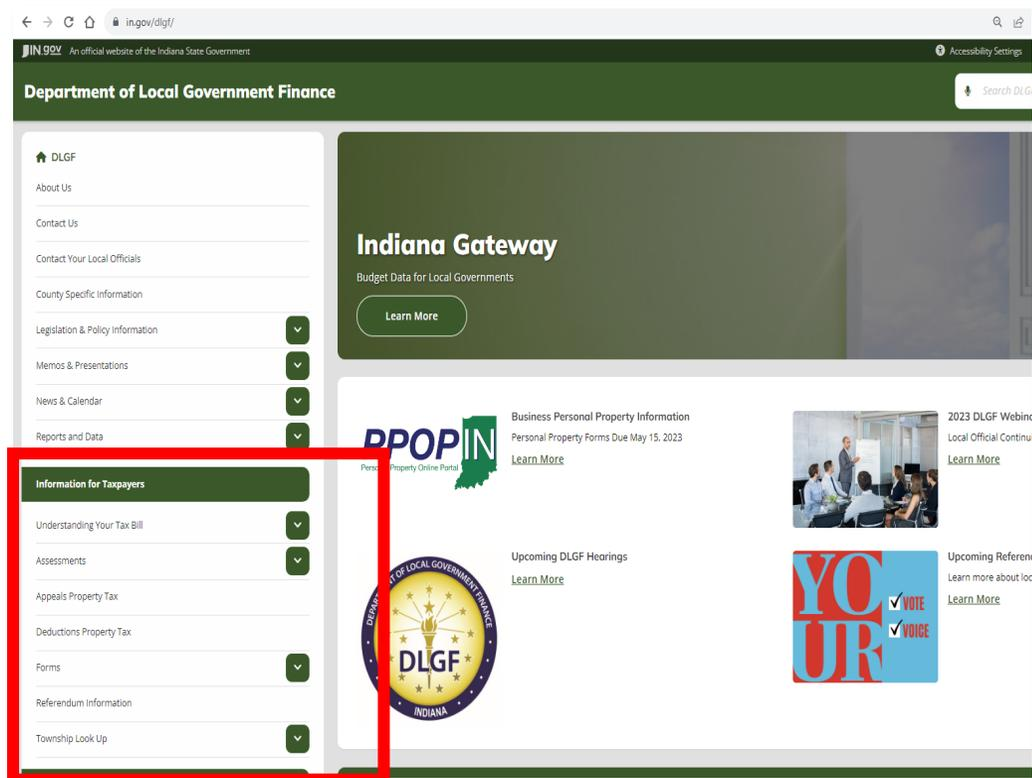 in.gov/dlgf/
IN.gov An official website of the Indiana State Government
Accessibility Settings
Department of Local Government Finance
Search DLG
DLGF
About Us
Contact Us
Contact Your Local Officials
County Specific Information
Legislation & Policy Information
Memos & Presentations
News & Calendar
Reports and Data
Information for Taxpayers
Understanding Your Tax Bill
Assessments
Appeals Property Tax
Deductions Property Tax
Forms
Referendum Information
Township Look Up
Indiana Gateway
Budget Data for Local Governments
Learn More
PPOPIN
Personal Property Online Portal
Business Personal Property Information
Personal Property Forms Due May 15, 2023
Learn More
2023 DLGF Webin
Local Official Continu
Learn More
DEPARTMENT OF LOCAL GOVERNMENT FINANCE
DLGF
INDIANA
Upcoming DLGF Hearings
Learn More
YO
UR
VOTE
VOICE
Upcoming Referen
Learn more about loc
Learn More